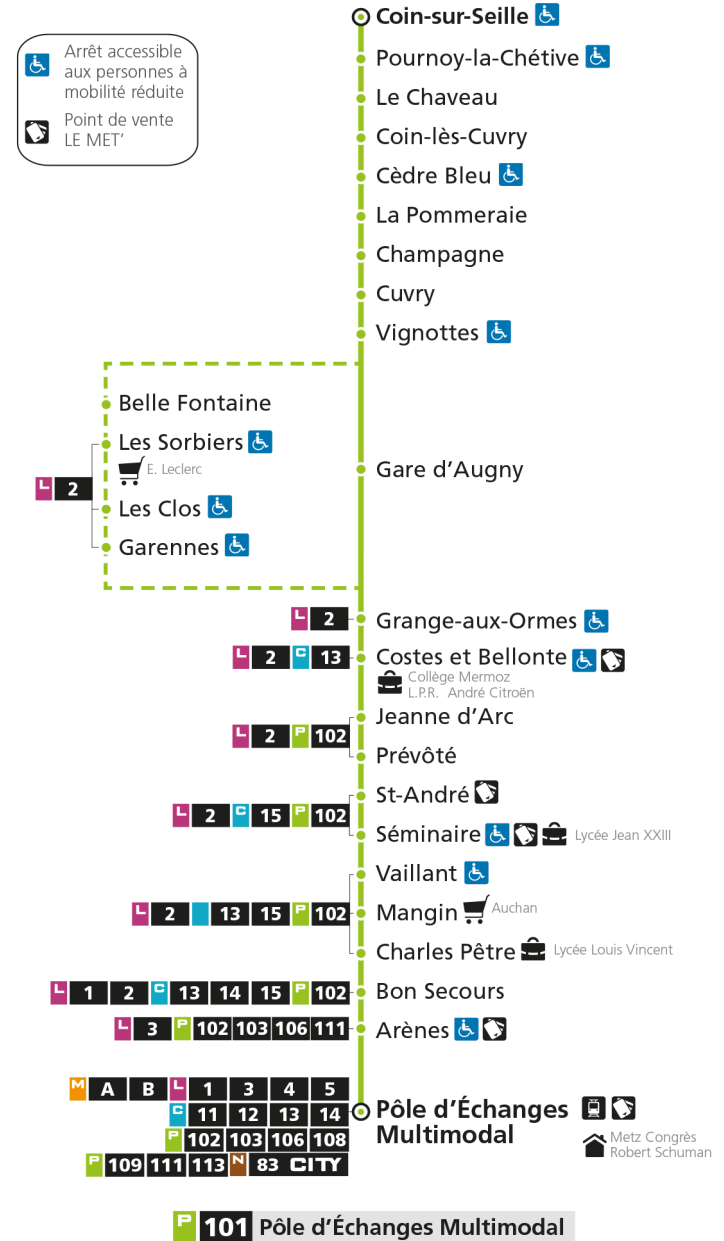 Coin-sur-Seille
Arrêt accessible
aux personnes à
mobilité réduite
Point de vente
LE MET'
Pournoy-la-Chétive
Le Chaveau
Coin-lès-Cuvry
Cèdre Bleu
La Pommeraie
Champagne
Cuvry
Vignottes
Belle Fontaine
Les Sorbiers
E. Leclerc
L 2
Les Clos
Garennes
Gare d'Augny
L 2 Grange-aux-Ormes
L 2 C 13 Costes et Bellonte
Collège Mermoz
L.P.R. André Citroën
Jeanne d'Arc
L 2 P 102
Prévôté
St-André
L 2 C 15 P 102
Séminaire Lycée Jean XXIII
Vaillant
L 2 13 15 P 102 Mangin Auchan
Charles Pêtre Lycée Louis Vincent
L 1 2 C 13 14 15 P 102 Bon Secours
L 3 P 102 103 106 111 Arènes
M A B L 1 3 4 5
C 11 12 13 14
P 102 103 106 108
P 109 111 113 N 83 CITY
Pôle d'Échanges
Multimodal
Metz Congrès
Robert Schuman
P 101 Pôle d'Échanges Multimodal